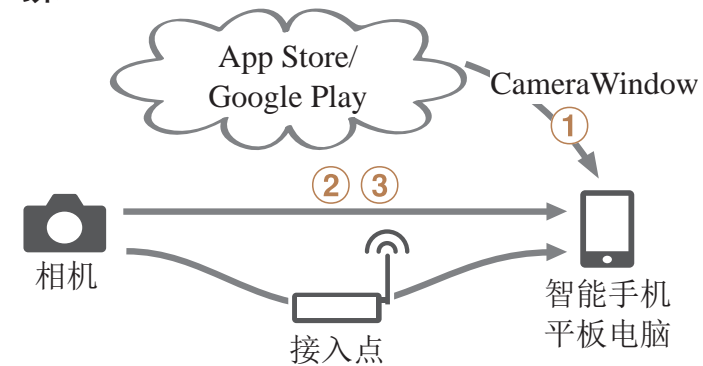 App Store/
Google Play
CameraWindow
①
② ③
相机
接入点
智能手机
平板电脑